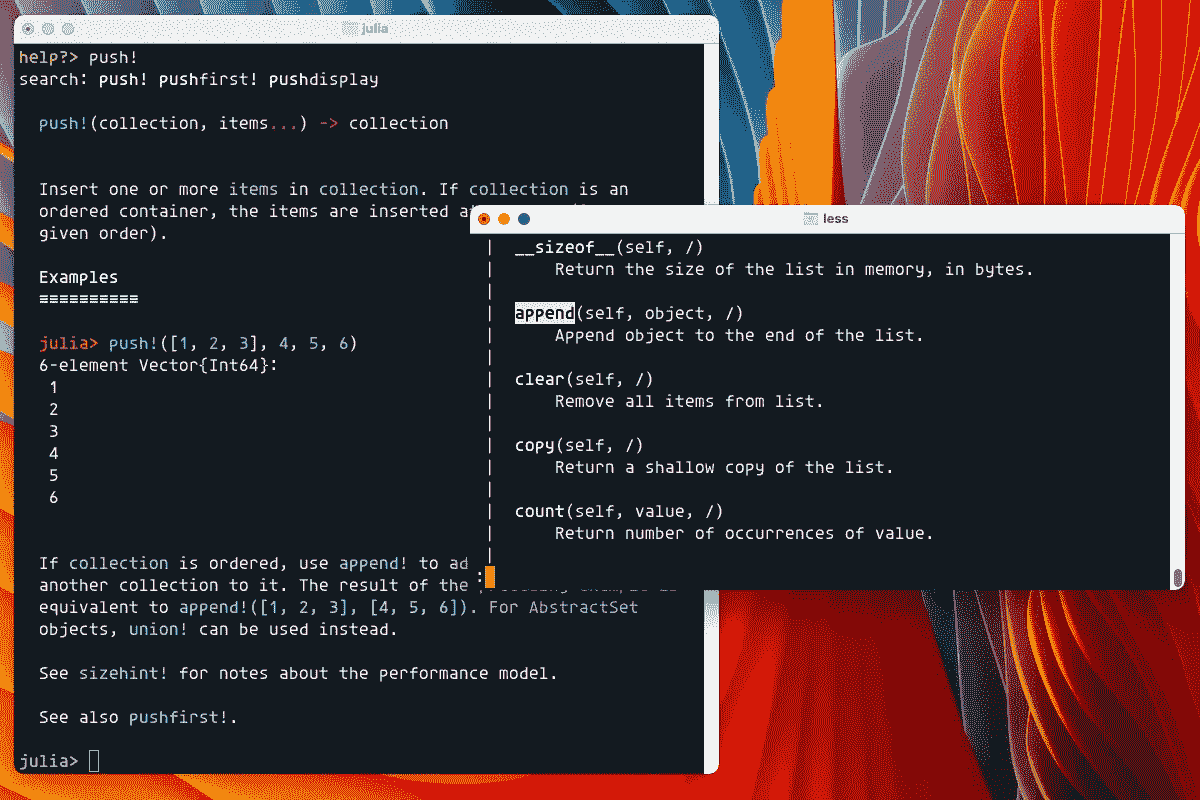 julia
help?> push!
search: push! pushfirst! pushdisplay
push!(collection, items...) -> collection
Insert one or more items in collection. If collection is an
ordered container, the items are inserted
given order).
Examples
≡≡≡≡≡≡≡≡≡≡
julia> push!([1, 2, 3], 4, 5, 6)
6-element Vector{Int64}:
1
2
3
4
5
6
If collection is ordered, use append! to
another collection to it. The result of the
equivalent to append!([1, 2, 3], [4, 5, 6]). For AbstractSet
objects, union! can be used instead.
See sizehint! for notes about the performance model.
See also pushfirst!.
julia>
less
| __sizeof__(self, /)
| Return the size of the list in memory, in bytes.
|
| append(self, object, /)
| Append object to the end of the list.
|
| clear(self, /)
| Remove all items from list.
|
| copy(self, /)
| Return a shallow copy of the list.
|
| count(self, value, /)
| Return number of occurrences of value.
|
: